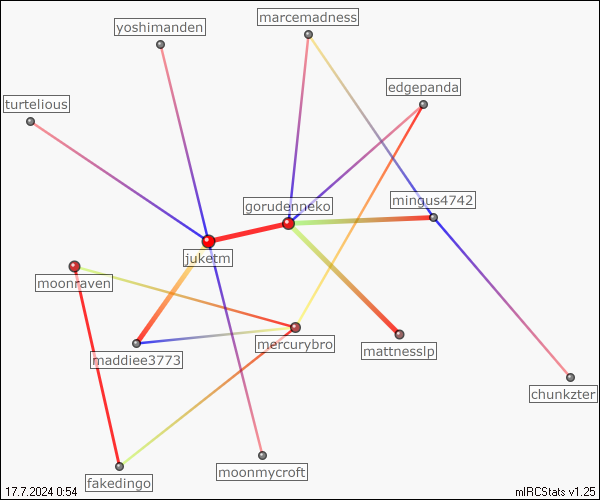 marcemadness
yoshimanden
edgepanda
turtelious
mingus4742
gorudenneko
juketm
moonraven
mercurybro
mattnesslp
maddiee3773
chunkzter
moonmycroft
fakedingo
17.7.2024 0:54
mIRCStats v1.25